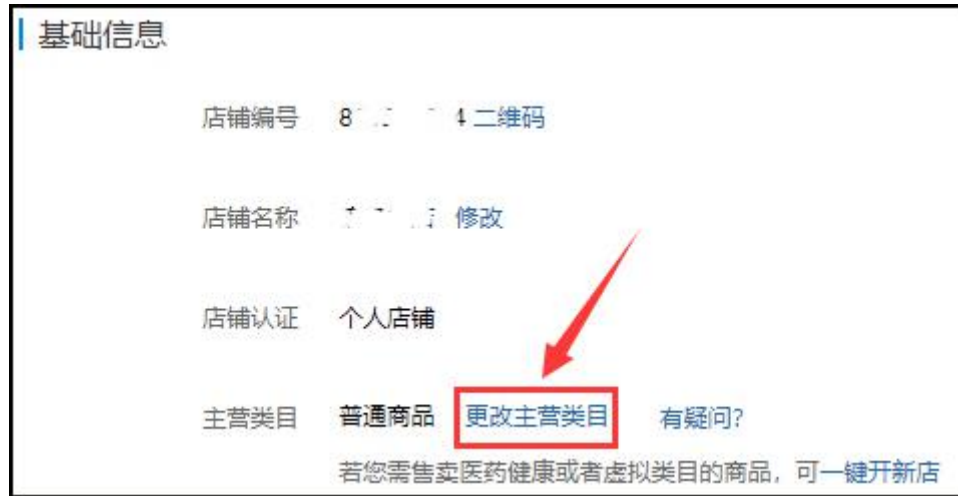 基础信息
店铺编号 8 4 二维码
店铺名称 修改
店铺认证 个人店铺
主营类目 普通商品 更改主营类目 有疑问?
若您需售卖医药健康或者虚拟类目的商品，可一键开新店